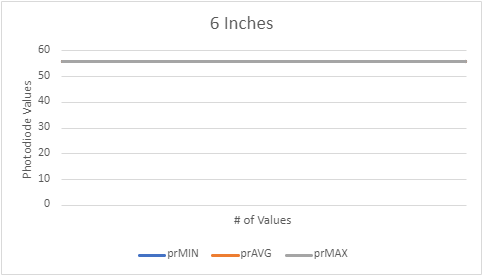 6 Inches
60
50
40
30
20
10
0
Photodiode Values
# of Values
prMIN prAVG prMAX